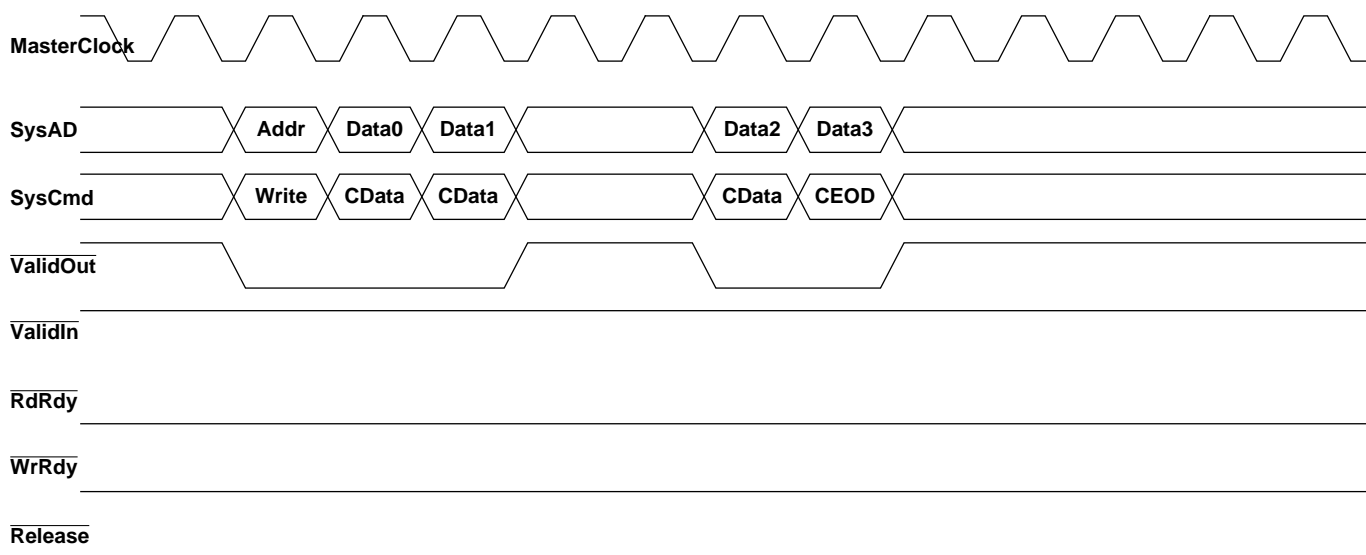 MasterClock
SysAD Addr Data0 Data1 Data2 Data3
SysCmd Write CData CData CData CEOD
ValidOut
ValidIn
RdRdy
WrRdy
Release